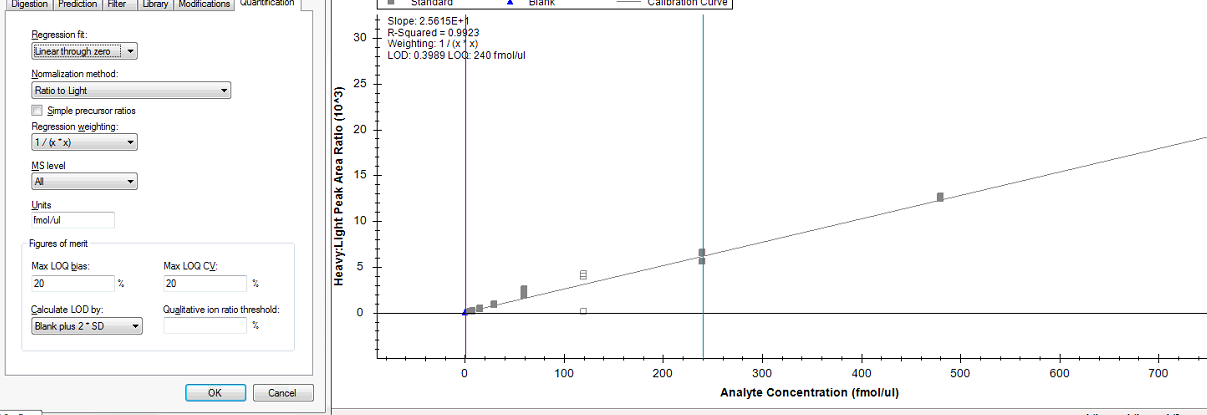 Digestion Prediction Filter Library Modifications Quantification
Regression fit:
Linear through zero
Normalization method:
Ratio to Light
Simple precursor ratios
Regression weighting:
1 / (x * x)
MS level
All
Units
fmol/ul
Figures of merit
Max LOQ bias:
20 %
Max LOQ CV:
20 %
Calculate LOD by:
Blank plus 2 * SD
Qualitative ion ratio threshold:
%
OK Cancel
Standard Blank Calibration Curve
Slope: 2.5615E+1
R-Squared = 0.9923
Weighting: 1 / (x * x)
LOD: 0.3989 LOQ: 240 fmol/ul
Heavy:Light Peak Area Ratio (10^3)
30
25
20
15
10
5
0
0 100 200 300 400 500 600 700
Analyte Concentration (fmol/ul)